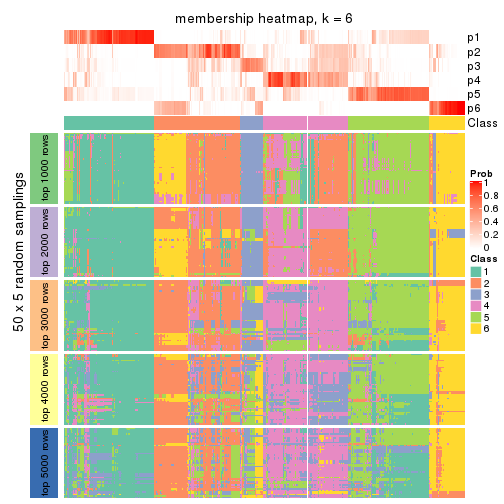 membership heatmap, k = 6
p1
p2
p3
p4
p5
p6
Class
50 x 5 random samplings
top 1000 rows
top 2000 rows
top 3000 rows
top 4000 rows
top 5000 rows
Prob
1
0.8
0.6
0.4
0.2
0
Class
1
2
3
4
5
6